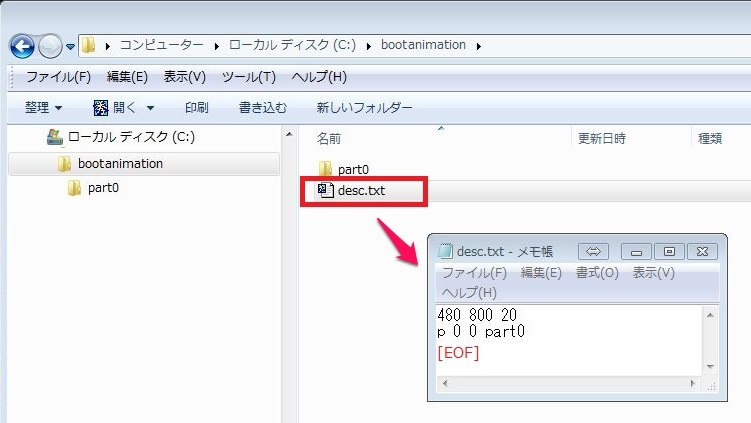 コンピューター ローカル ディスク (C:) bootanimation
ファイル(F) 編集(E) 表示(V) ツール(T) ヘルプ(H)
整理 開く 印刷 書き込む 新しいフォルダー
ローカル ディスク (C:)
bootanimation
part0
名前 更新日時 種類
part0
desc.txt
desc.txt - メモ帳
ファイル(F) 編集(E) 書式(O) 表示(V)
ヘルプ(H)
480 800 20
p 0 0 part0
[EOF]